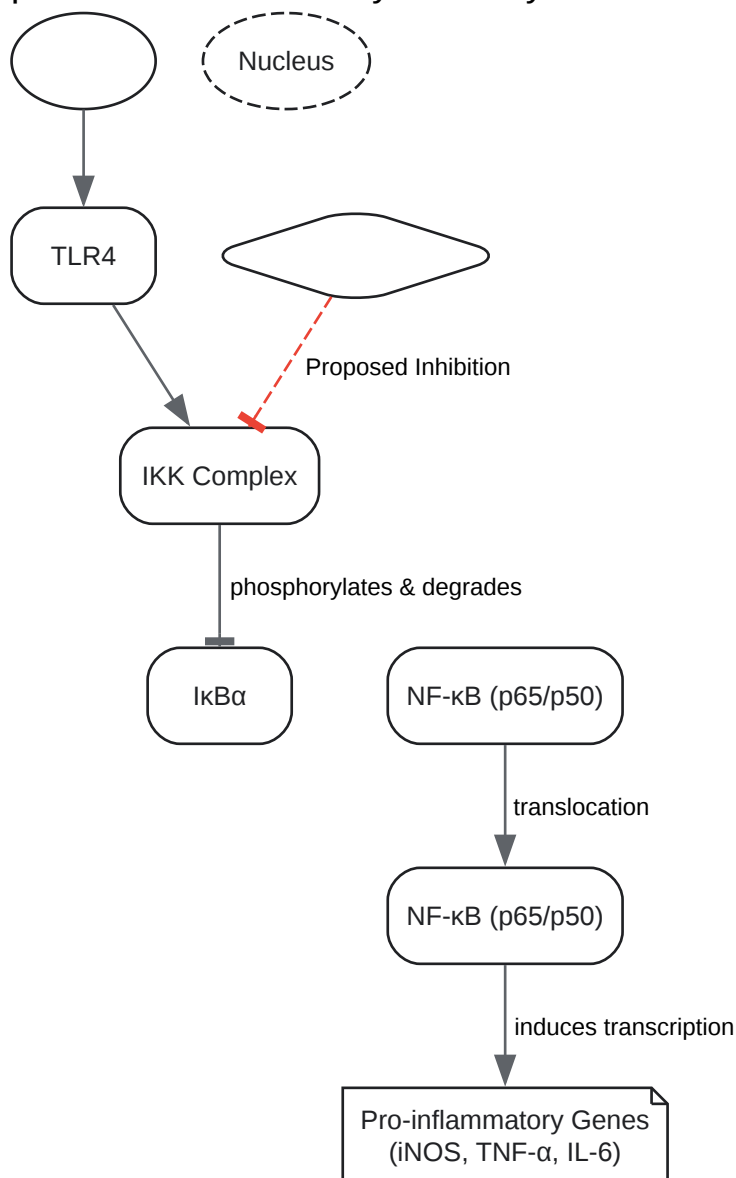 Nucleus
TLR4
Proposed Inhibition
IKK Complex
phosphorylates & degrades
IκBα
NF-κB (p65/p50)
translocation
NF-κB (p65/p50)
induces transcription
Pro-inflammatory Genes
(iNOS, TNF-α, IL-6)